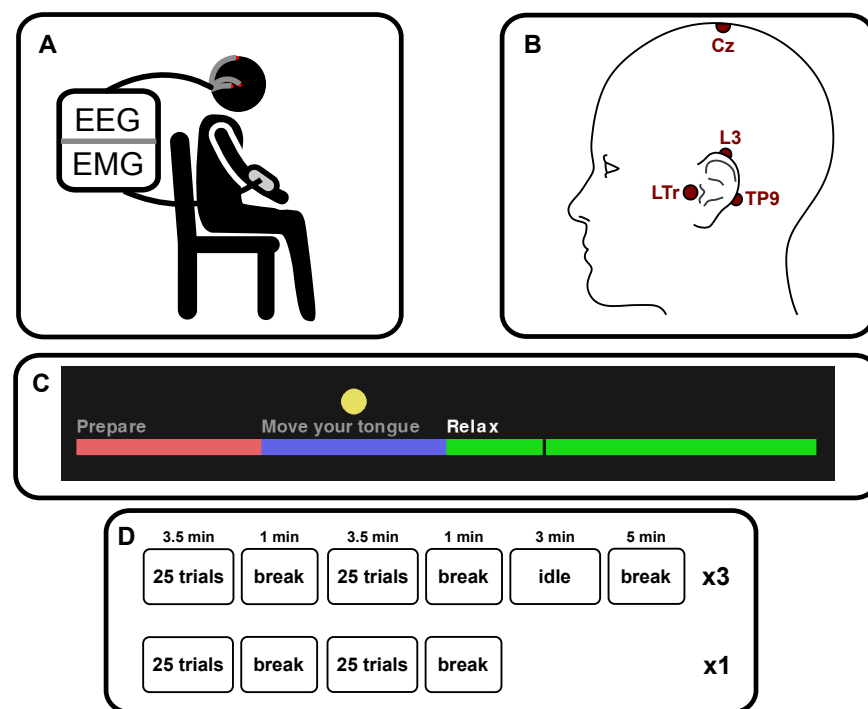 A
EEG
EMG
B
Cz
L3
LTr
TP9
C
Prepare
Move your tongue
Relax
D
3.5 min 1 min 3.5 min 1 min 3 min 5 min
25 trials break 25 trials break idle break x3
25 trials break 25 trials break x1